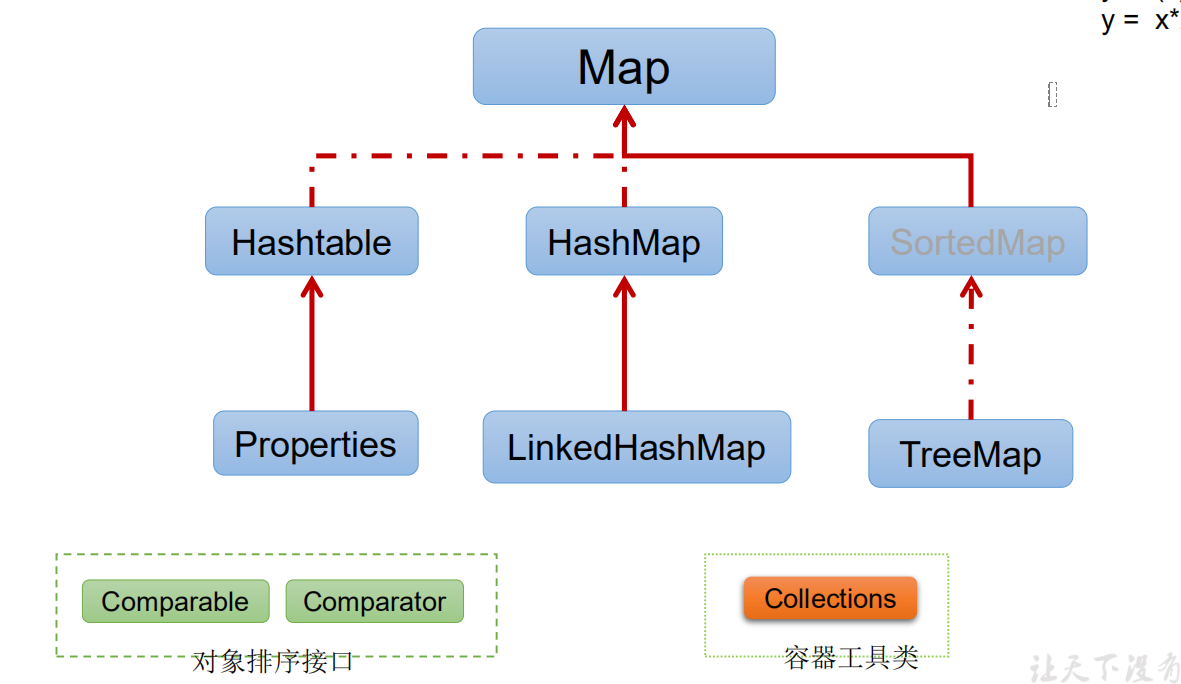 y = x*
Map
Hashtable
HashMap
SortedMap
Properties
LinkedHashMap
TreeMap
Comparable
Comparator
Collections
对象排序接口
容器工具类
让天下没有